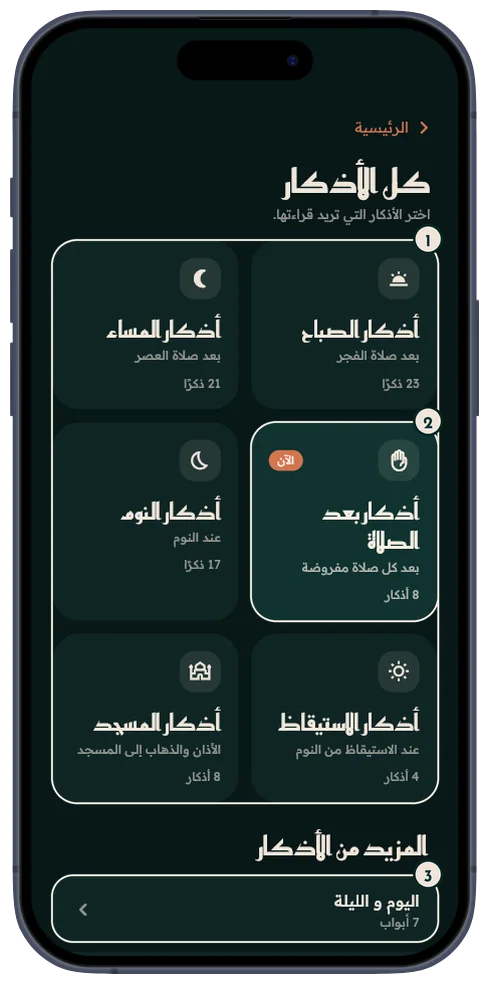 الرئيسية
كل الأذكار
اختر الأذكار التي تريد قراءتها.
1
أذكار الصباح
بعد صلاة الفجر
23 ذكرًا
أذكار المساء
بعد صلاة العصر
21 ذكرًا
2
الآن
أذكار بعد
الصلاة
بعد كل صلاة مفروضة
8 أذكار
أذكار النوم
عند النوم
17 ذكرًا
أذكار الاستيقاظ
عند الاستيقاظ من النوم
4 أذكار
أذكار المسجد
الأذان والذهاب إلى المسجد
8 أذكار
المزيد من الأذكار
3
اليوم و الليلة
7 أبواب